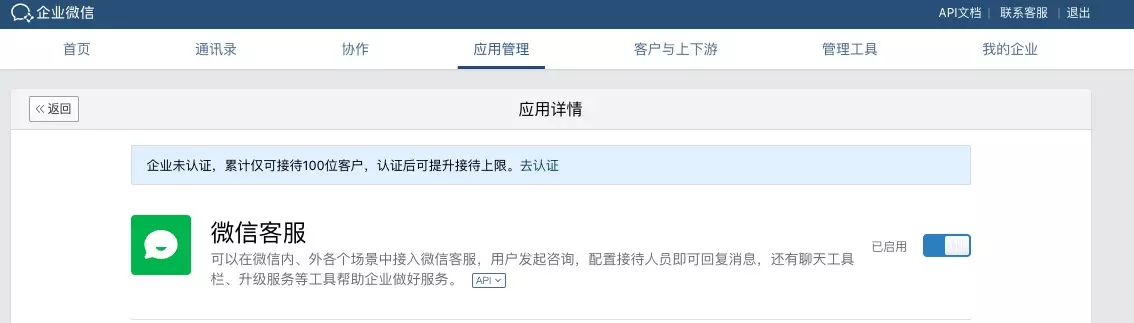 企业微信
API文档 | 联系客服 | 退出
首页 通讯录 协作 应用管理 客户与上下游 管理工具 我的企业
返回 应用详情
企业未认证，累计仅可接待100位客户，认证后可提升接待上限。去认证
微信客服
已启用
可以在微信内、外各个场景中接入微信客服，用户发起咨询，配置接待人员即可回复消息，还有聊天工具
栏、升级服务等工具帮助企业做好服务。 API